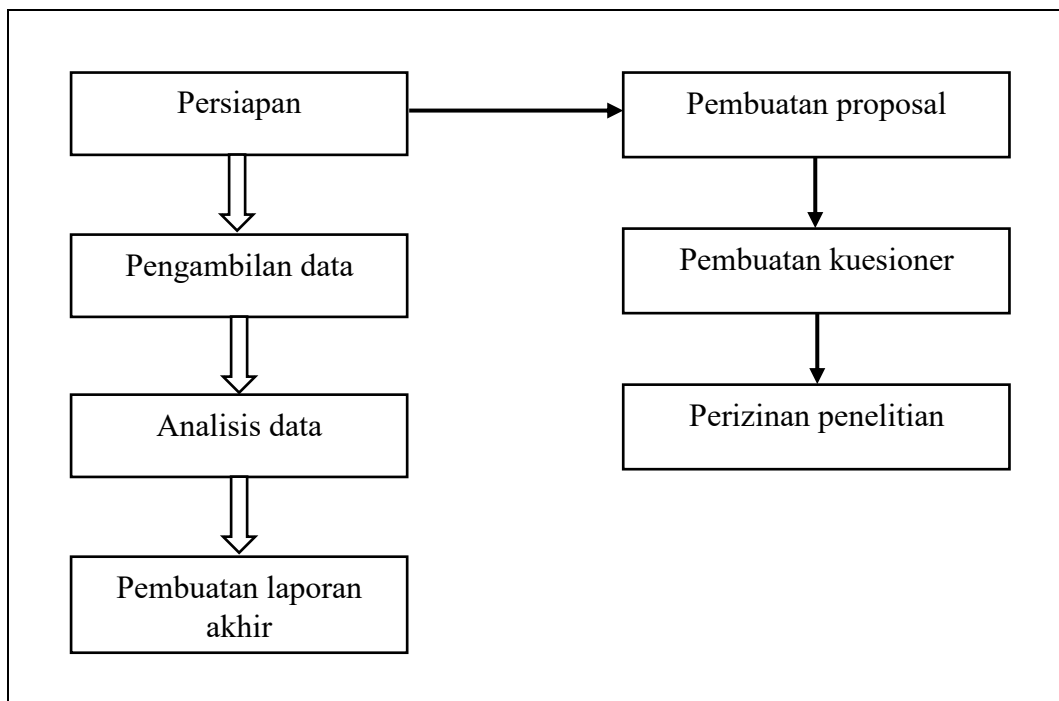 Persiapan
Pengambilan data
Analisis data
Pembuatan laporan
akhir
Pembuatan proposal
Pembuatan kuesioner
Perizinan penelitian